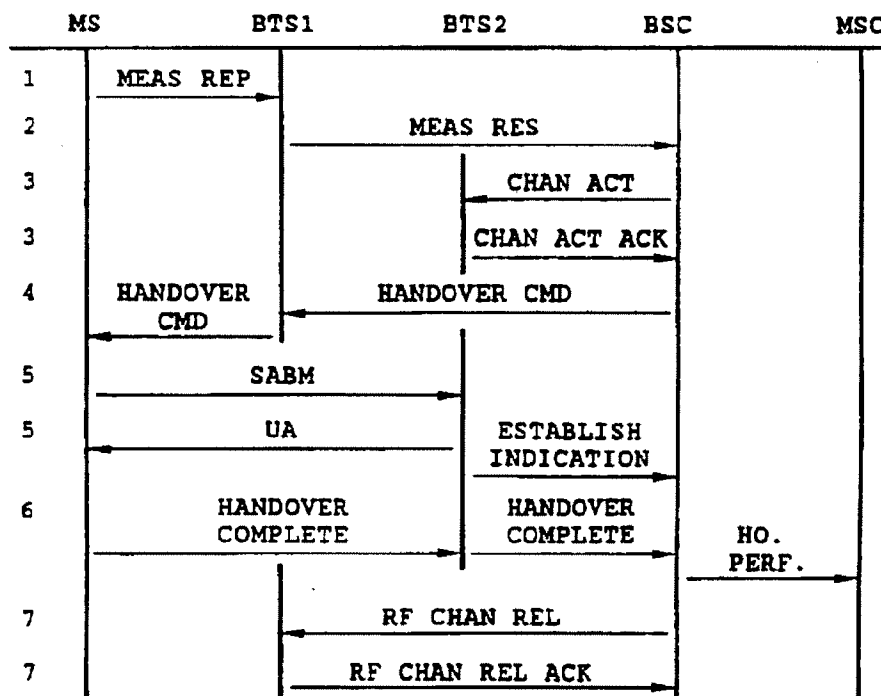 MS BTS1 BTS2 BSC MSC
1 MEAS REP
2 MEAS RES
3 CHAN ACT
3 CHAN ACT ACK
4 HANDOVER CMD HANDOVER CMD
5 SABM
5 UA ESTABLISH INDICATION
6 HANDOVER COMPLETE HANDOVER COMPLETE HO. PERF.
7 RF CHAN REL
7 RF CHAN REL ACK